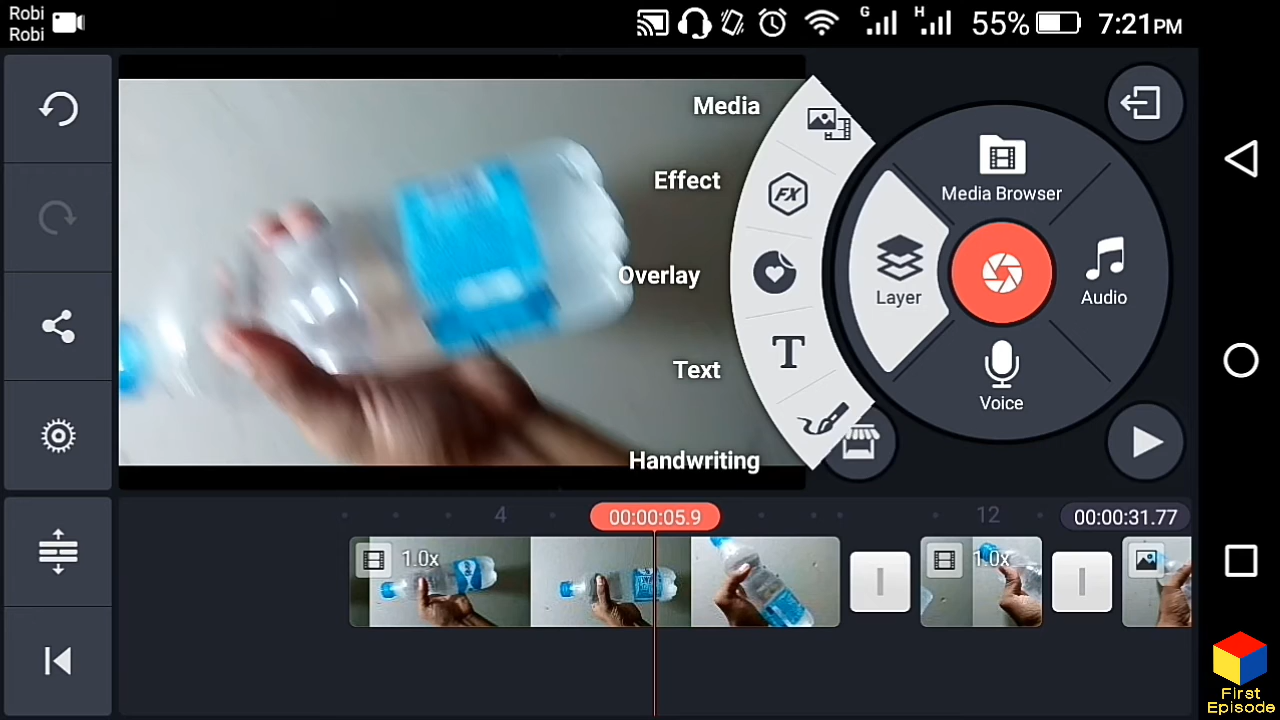 Robi
Robi
G
H
55%
7:21PM
Media
Effect
Overlay
Text
Handwriting
FX
T
Layer
Media Browser
Audio
Voice
4
00:00:05.9
12
00:00:31.77
1.0x
1.0x
First
Episode